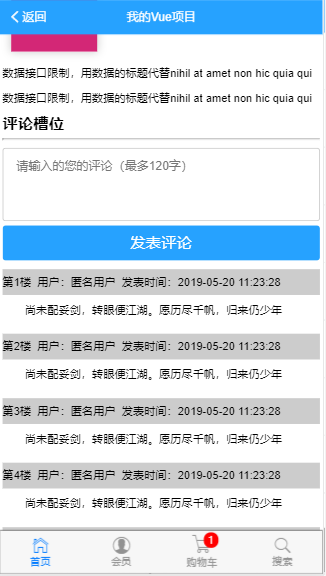 返回 我的Vue项目
数据接口限制，用数据的标题代替nihil at amet non hic quia qui
数据接口限制，用数据的标题代替nihil at amet non hic quia qui
评论槽位
请输入的您的评论（最多120字）
发表评论
第1楼 用户：匿名用户 发表时间：2019-05-20 11:23:28
尚未配妥剑，转眼便江湖。愿历尽千帆，归来仍少年
第2楼 用户：匿名用户 发表时间：2019-05-20 11:23:28
尚未配妥剑，转眼便江湖。愿历尽千帆，归来仍少年
第3楼 用户：匿名用户 发表时间：2019-05-20 11:23:28
尚未配妥剑，转眼便江湖。愿历尽千帆，归来仍少年
第4楼 用户：匿名用户 发表时间：2019-05-20 11:23:28
尚未配妥剑，转眼便江湖。愿历尽千帆，归来仍少年
1
首页 会员 购物车 搜索